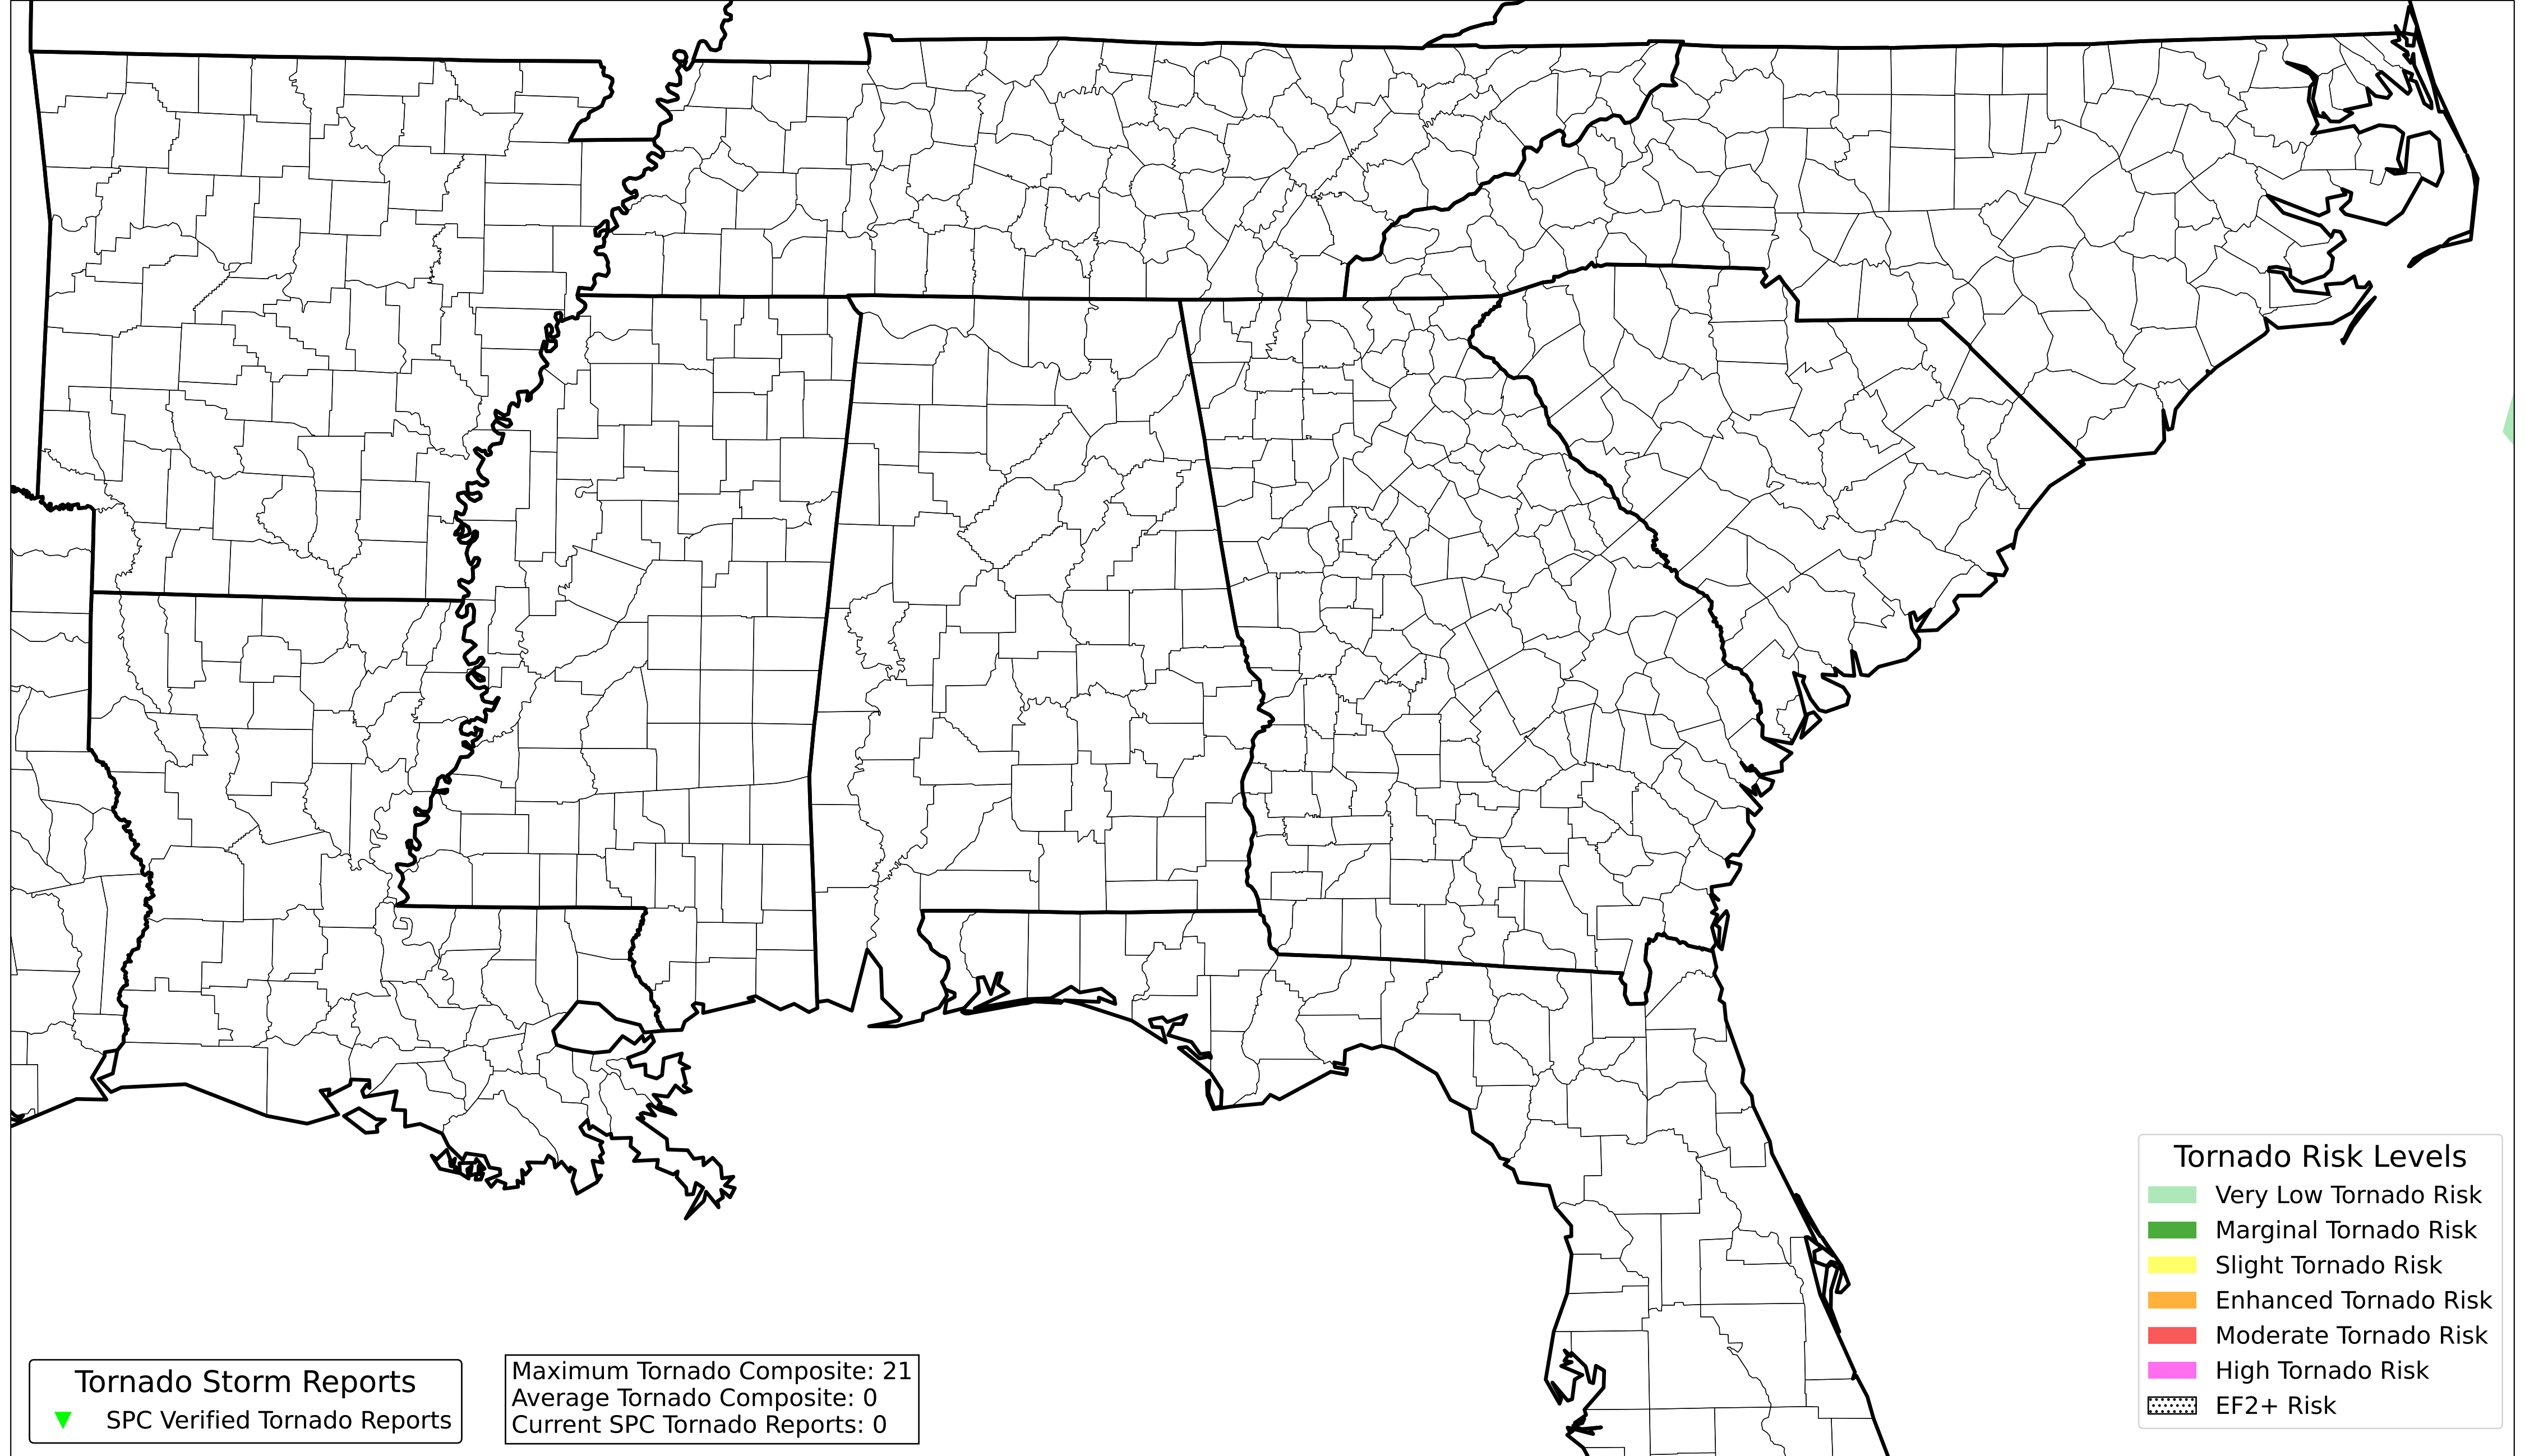 Tornado Risk Levels
Very Low Tornado Risk
Marginal Tornado Risk
Slight Tornado Risk
Enhanced Tornado Risk
Moderate Tornado Risk
High Tornado Risk
EF2+ Risk
Tornado Storm Reports
SPC Verified Tornado Reports
Maximum Tornado Composite: 21
Average Tornado Composite: 0
Current SPC Tornado Reports: 0